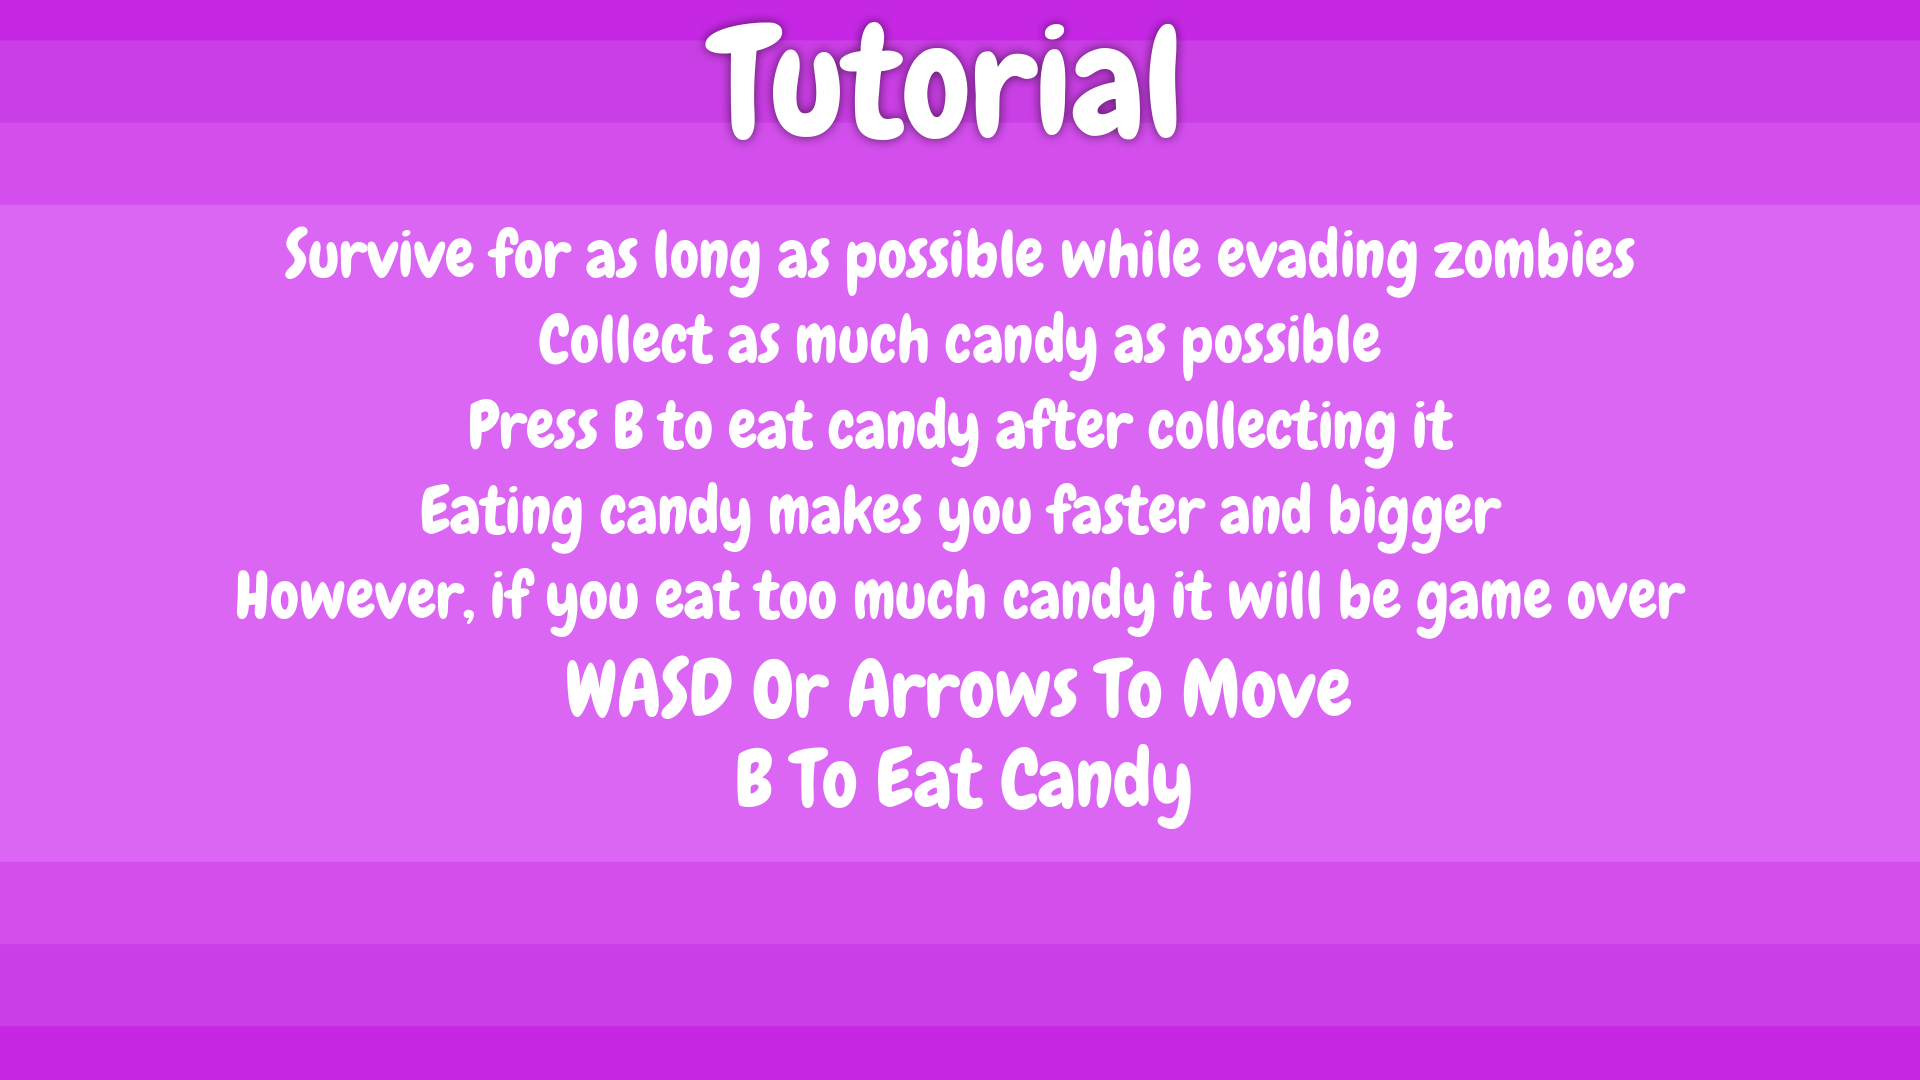 Tutorial
Survive for as long as possible while evading zombies
Collect as much candy as possible
Press B to eat candy after collecting it
Eating candy makes you faster and bigger
However, if you eat too much candy it will be game over
WASD Or Arrows To Move
B To Eat Candy